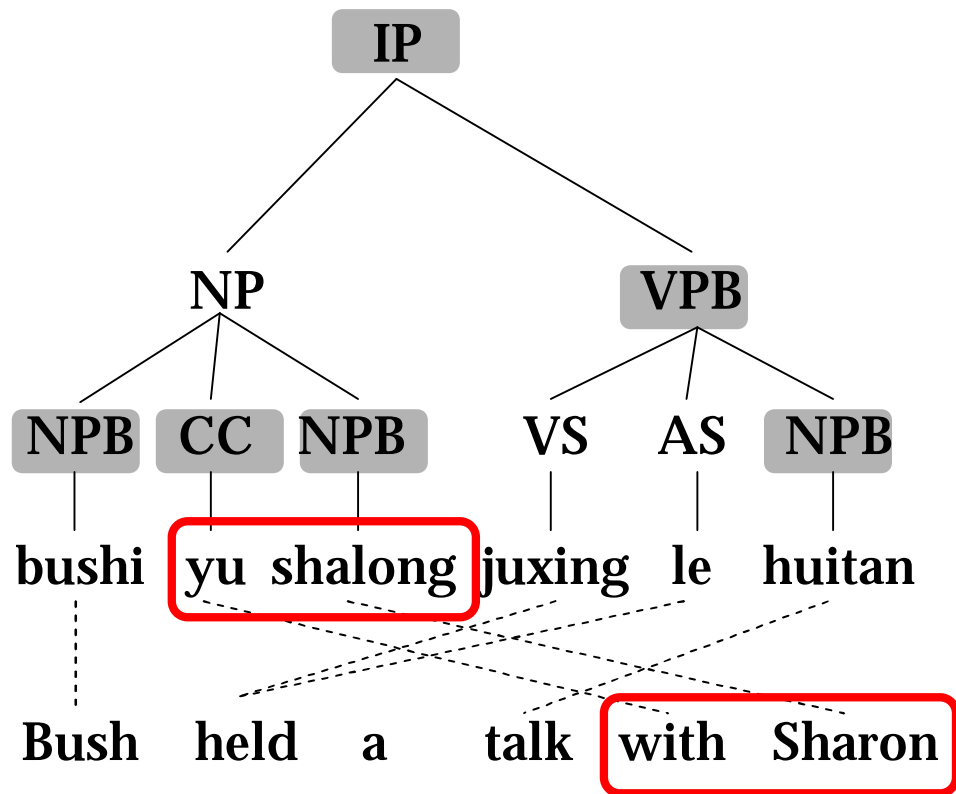 IP
NP VPB
NPB CC NPB VS AS NPB
bushi yu shalong juxing le huitan
Bush held a talk with Sharon